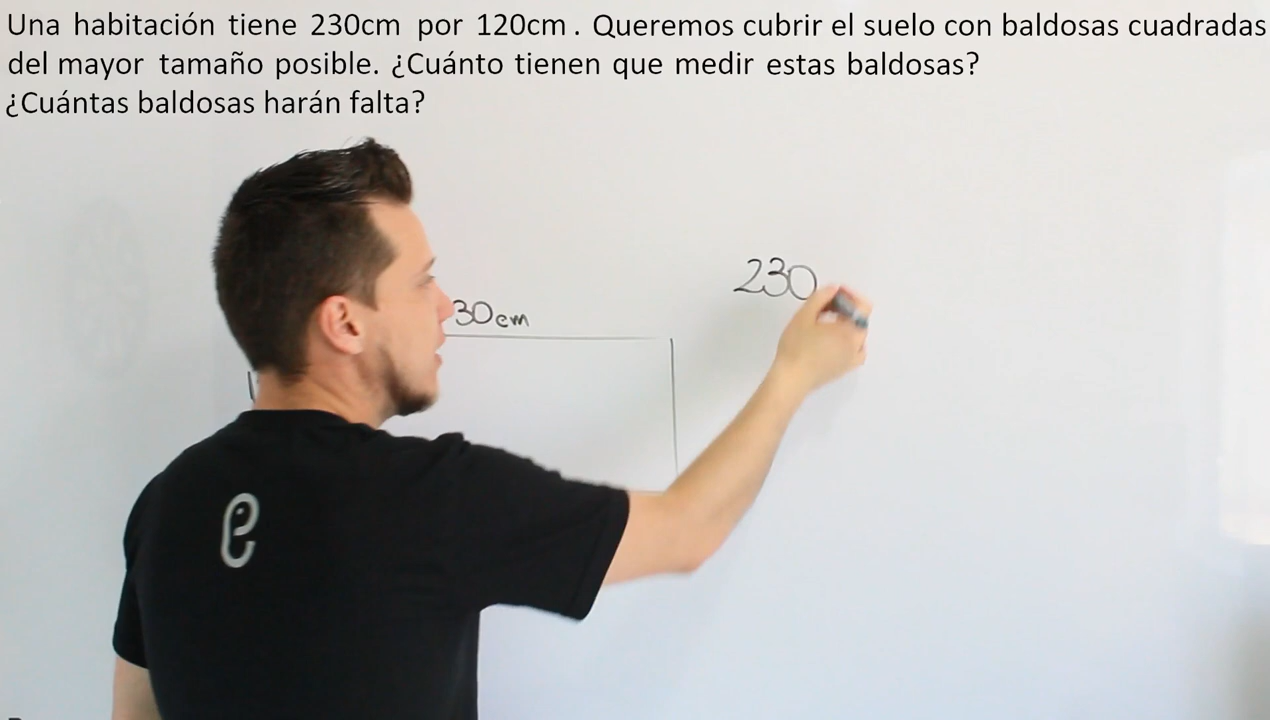 Una habitación tiene 230cm por 120cm. Queremos cubrir el suelo con baldosas cuadradas
del mayor tamaño posible. ¿Cuánto tienen que medir estas baldosas?
¿Cuántas baldosas harán falta?
230
30cm
e